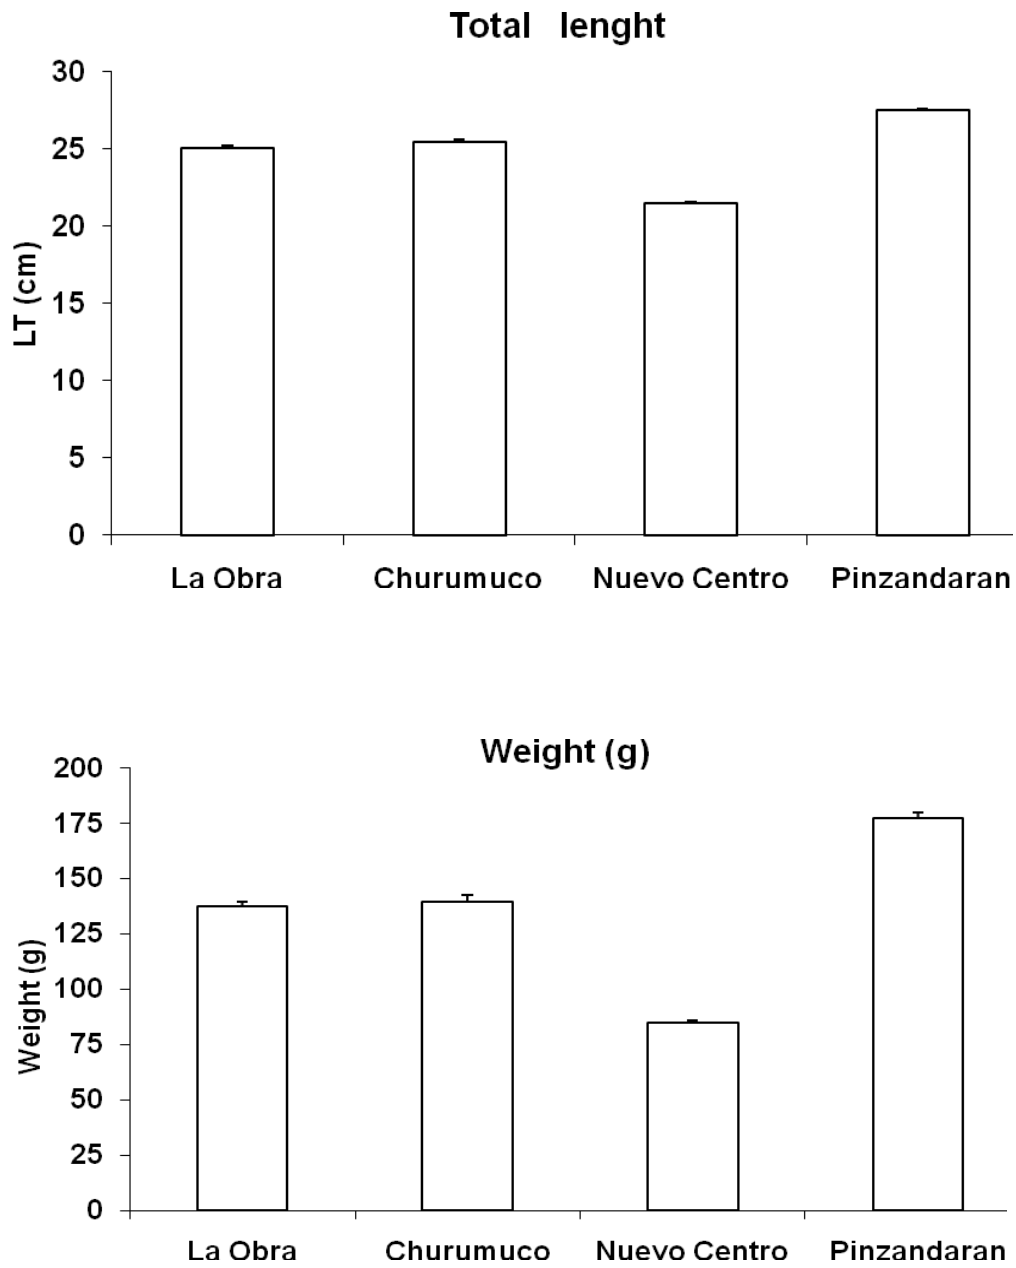 Total lenght
30
25
20
15
10
5
0
LT (cm)
La Obra Churumuco Nuevo Centro Pinzandaran
Weight (g)
200
175
150
125
100
75
50
25
0
Weight (g)
La Obra Churumuco Nuevo Centro Pinzandaran